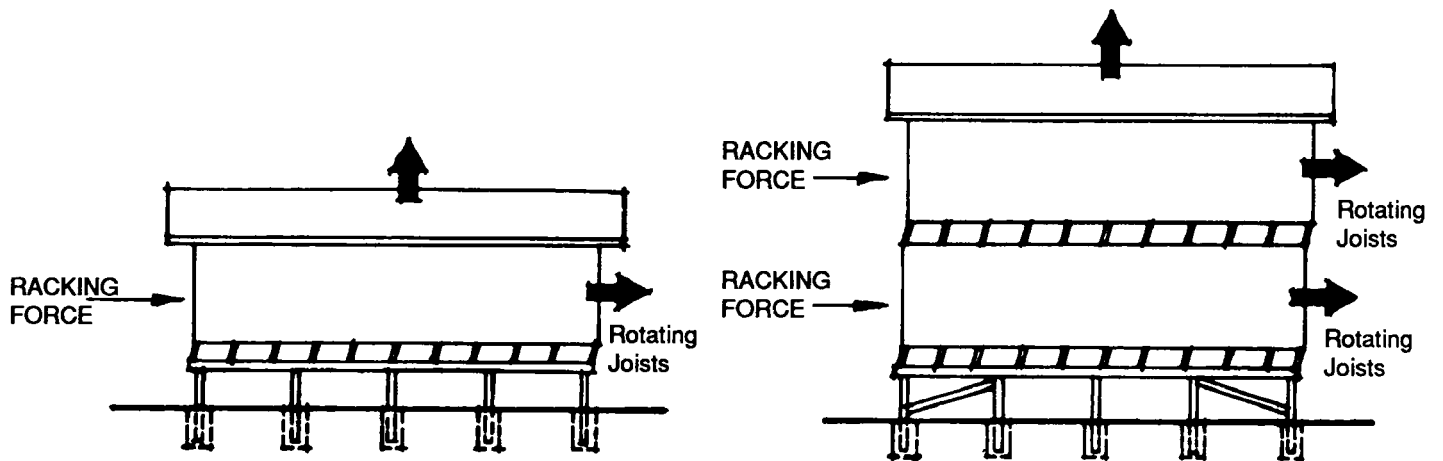 RACKING
FORCE
Rotating
Joists
RACKING
FORCE
Rotating
Joists
RACKING
FORCE
Rotating
Joists